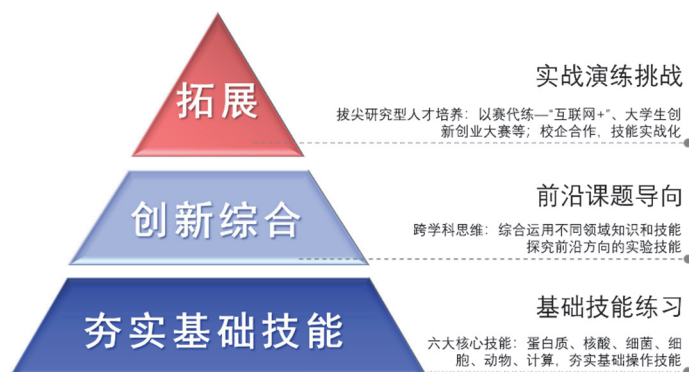 拓展
实战演练挑战
拔尖研究型人才培养：以赛代练—“互联网+”、大学生创
新创业大赛等；校企合作，技能实战化
创新综合
前沿课题导向
跨学科思维：综合运用不同领域知识和技能
探究前沿方向的实验技能
夯实基础技能
基础技能练习
六大核心技能：蛋白质、核酸、细菌、细
胞、动物、计算，夯实基础操作技能